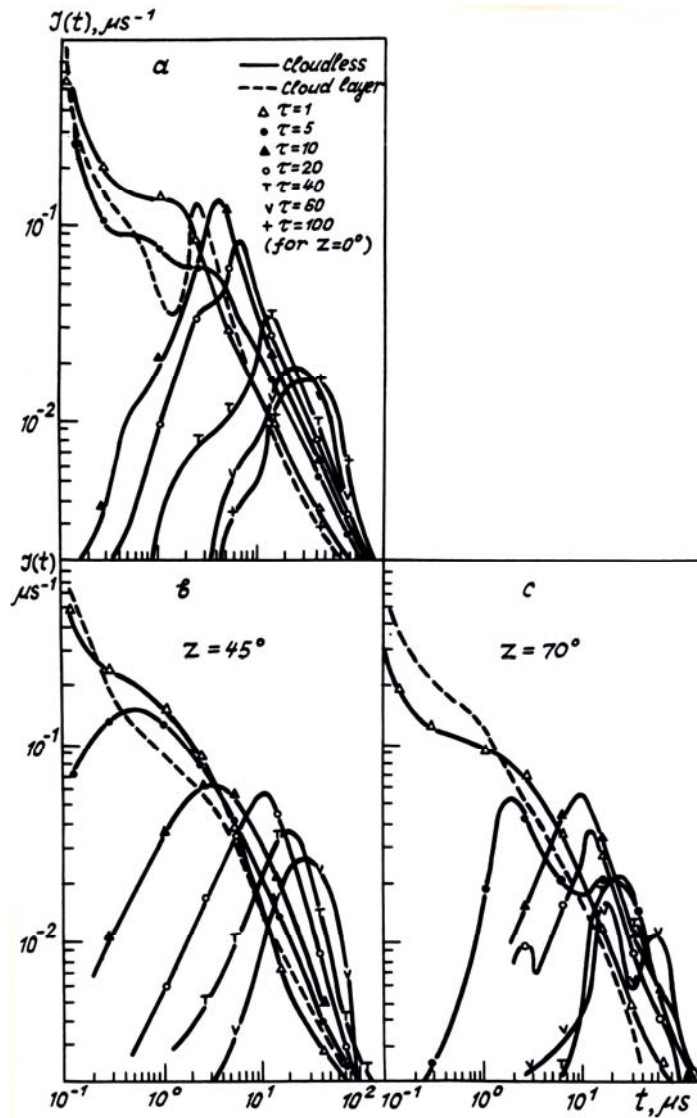 J(t), μs⁻¹
a
Cloudless
Cloud layer
τ=1
τ=5
τ=10
τ=20
τ=40
τ=60
τ=100
(for Z=0°)
10⁻¹
10⁻²
J(t)
μs⁻¹
b
Z = 45°
c
Z = 70°
10⁻¹
10⁻²
10⁻¹ 10⁰ 10¹ 10² 10⁻¹ 10⁰ 10¹ t, μs